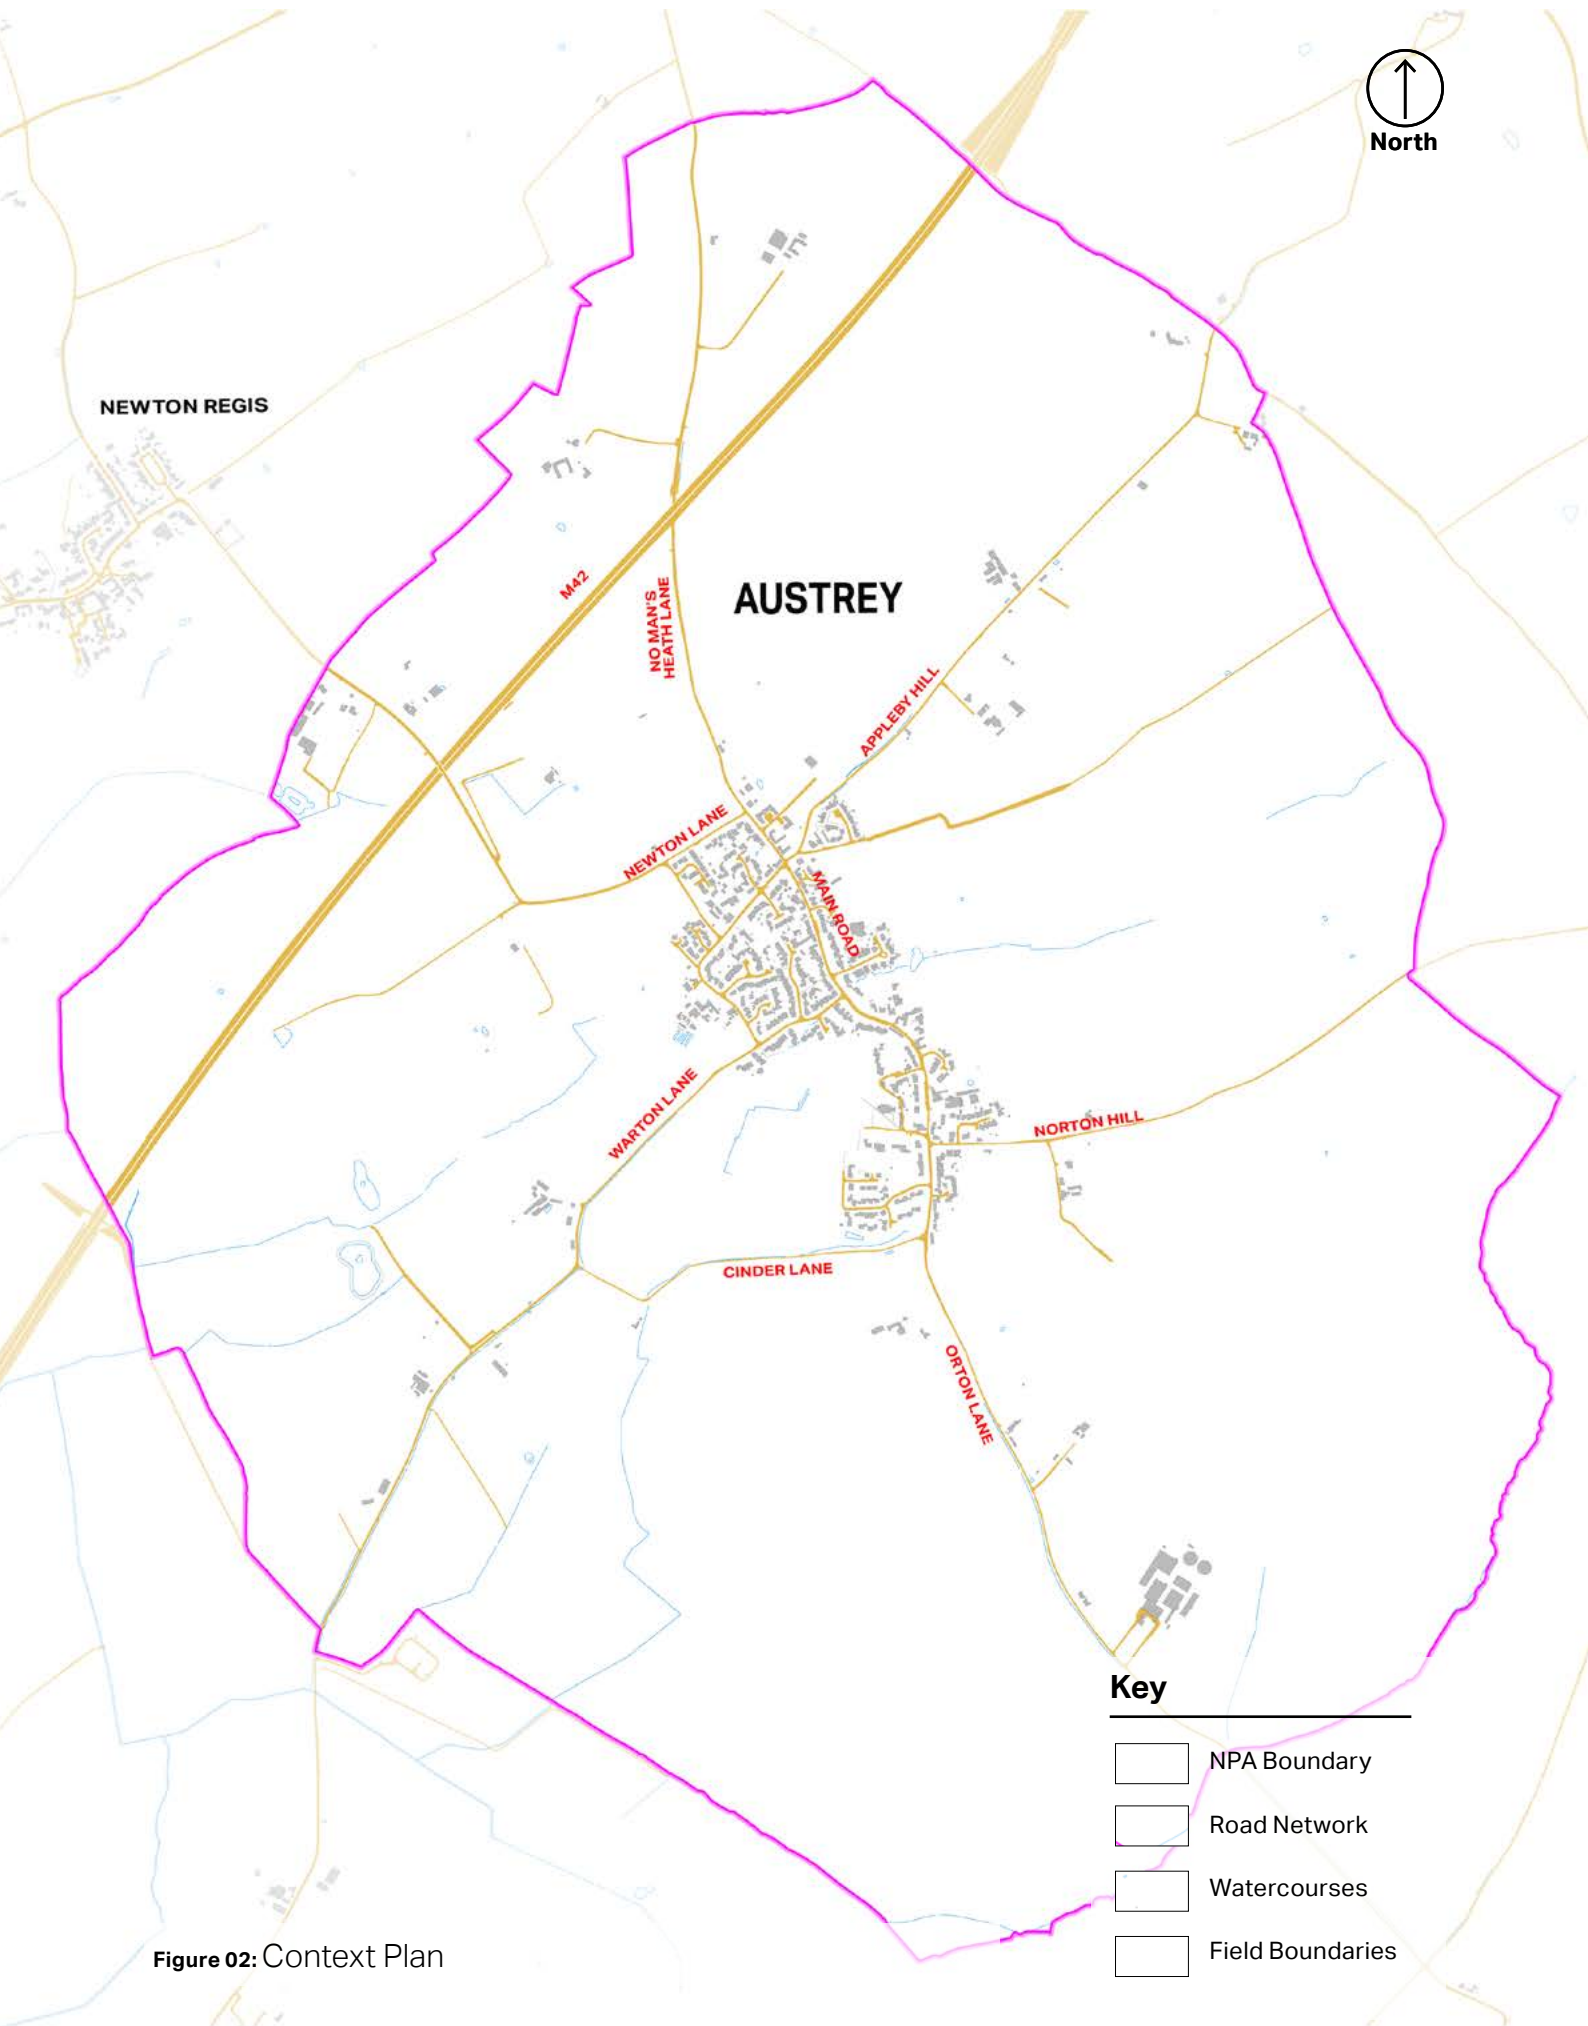 North
NEWTON REGIS
M42
NO MAN'S
HEATH LANE
AUSTREY
APPLEBY HILL
NEWTON LANE
MAIN ROAD
WARTON LANE
NORTON HILL
CINDER LANE
ORTON LANE
Key
NPA Boundary
Road Network
Watercourses
Field Boundaries
Figure 02: Context Plan